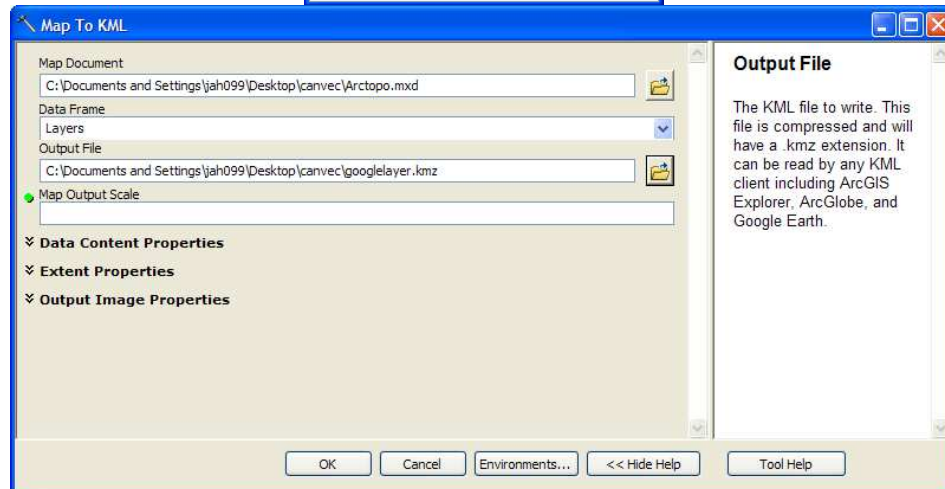 Map To KML
Map Document
C:\Documents and Settings\jah099\Desktop\canvec\Arctopo.mxd
Data Frame
Layers
Output File
C:\Documents and Settings\jah099\Desktop\canvec\googlelayer.kmz
Map Output Scale
Data Content Properties
Extent Properties
Output Image Properties
OK
Cancel
Environments...
<< Hide Help
Output File
The KML file to write. This
file is compressed and will
have a .kmz extension. It
can be read by any KML
client including ArcGIS
Explorer, ArcGlobe, and
Google Earth.
Tool Help